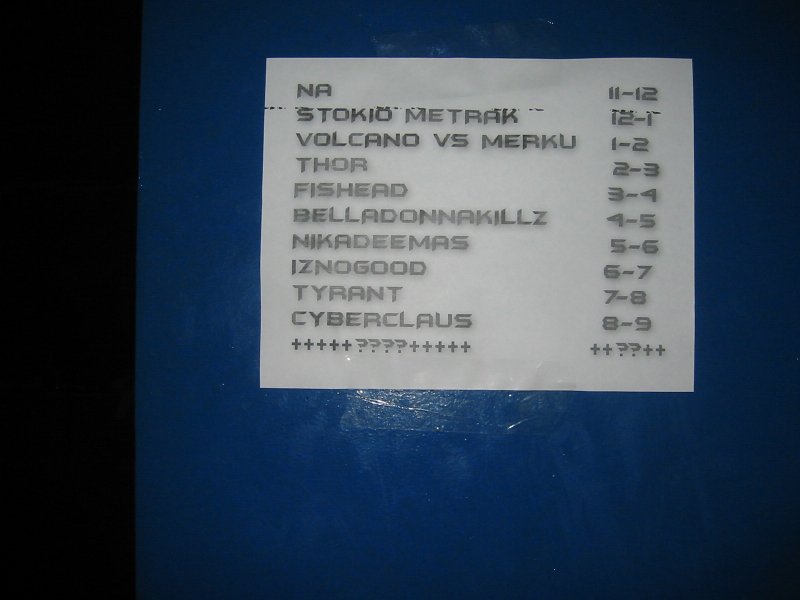 NA 11-12
STOKIO METRAK 12-1
VOLCANO VS MERKU 1-2
THOR 2-3
FISHEAD 3-4
BELLADONNAKILLZ 4-5
NIKADEEMAS 5-6
IZNOGOOD 6-7
TYRANT 7-8
CYBERCLAUS 8-9
+++++????+++++ ++??++